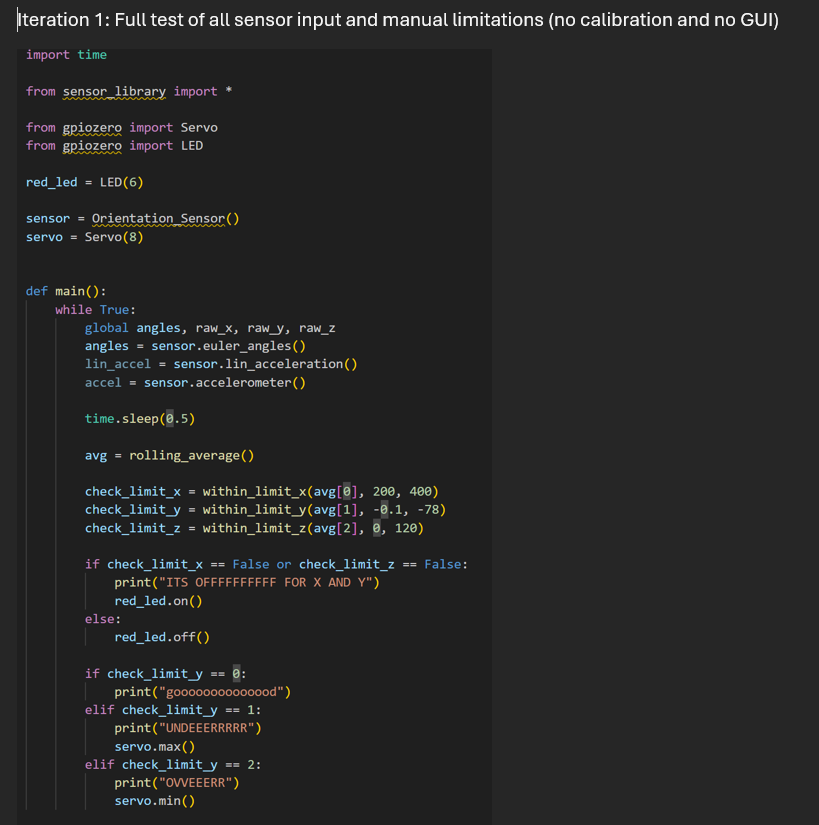 Iteration 1: Full test of all sensor input and manual limitations (no calibration and no GUI)
import time
from sensor_library import *
from gpiozero import Servo
from gpiozero import LED
red_led = LED(6)
sensor = Orientation_Sensor()
servo = Servo(8)
def main():
    while True:
        global angles, raw_x, raw_y, raw_z
        angles = sensor.euler_angles()
        lin_accel = sensor.lin_acceleration()
        accel = sensor.accelerometer()
        time.sleep(0.5)
        avg = rolling_average()
        check_limit_x = within_limit_x(avg[0], 200, 400)
        check_limit_y = within_limit_y(avg[1], -0.1, -78)
        check_limit_z = within_limit_z(avg[2], 0, 120)
        if check_limit_x == False or check_limit_z == False:
            print("ITS OFFFFFFFFFF FOR X AND Y")
            red_led.on()
        else:
            red_led.off()
        if check_limit_y == 0:
            print("gooooooooooooood")
        elif check_limit_y == 1:
            print("UNDEEERRRRR")
            servo.max()
        elif check_limit_y == 2:
            print("OVVEEERR")
            servo.min()